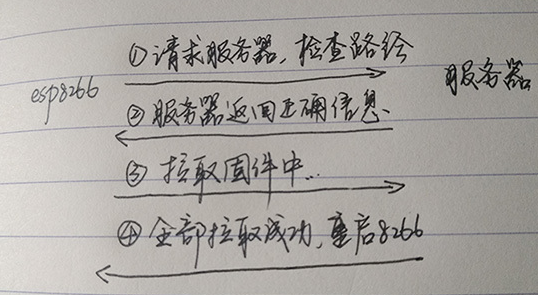 ①请求服务器，检查路径
esp8266
服务器
②服务器返回正确信息.
③拉取固件中...
④全部拉取成功,重启8266